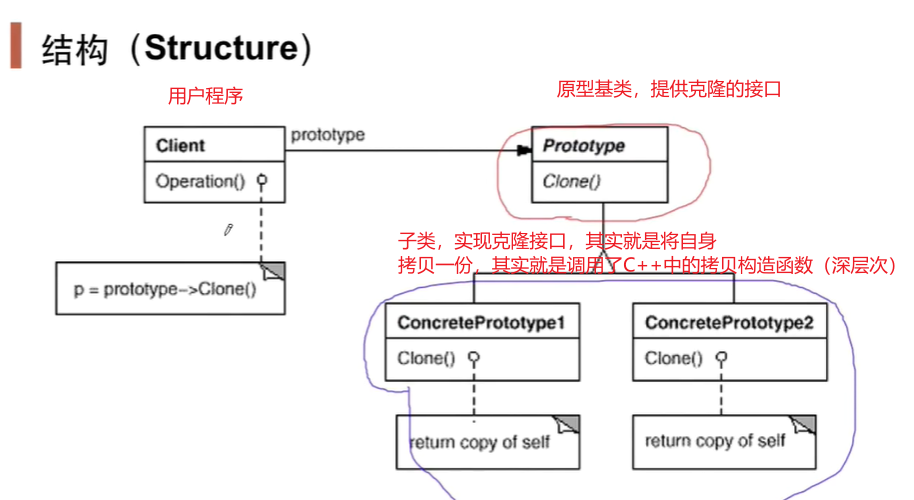 结构（Structure）
用户程序
原型基类，提供克隆的接口
prototype
Client
Operation()
Prototype
Clone()
子类，实现克隆接口，其实就是将自身
拷贝一份，其实就是调用了C++中的拷贝构造函数（深层次）
p = prototype->Clone()
ConcretePrototype1
Clone()
ConcretePrototype2
Clone()
return copy of self
return copy of self